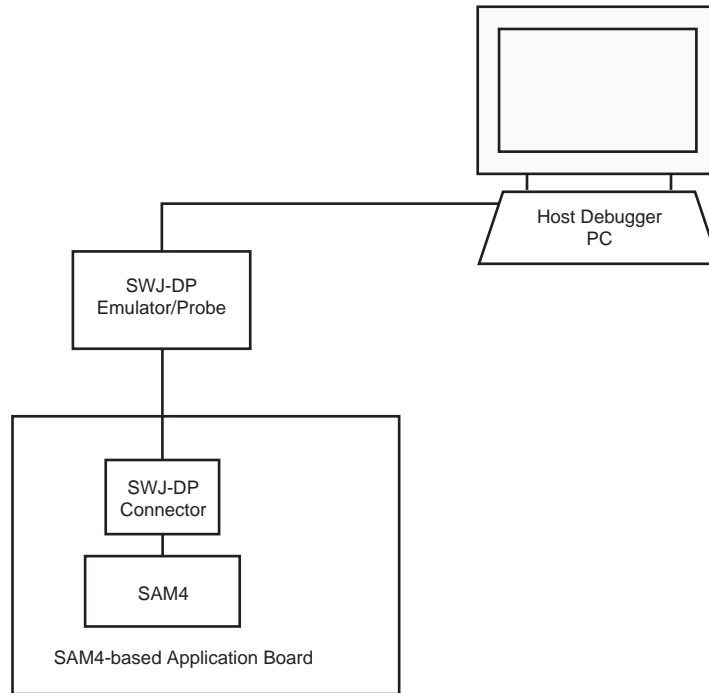 Host Debugger
PC
SWJ-DP
Emulator/Probe
SWJ-DP
Connector
SAM4
SAM4-based Application Board